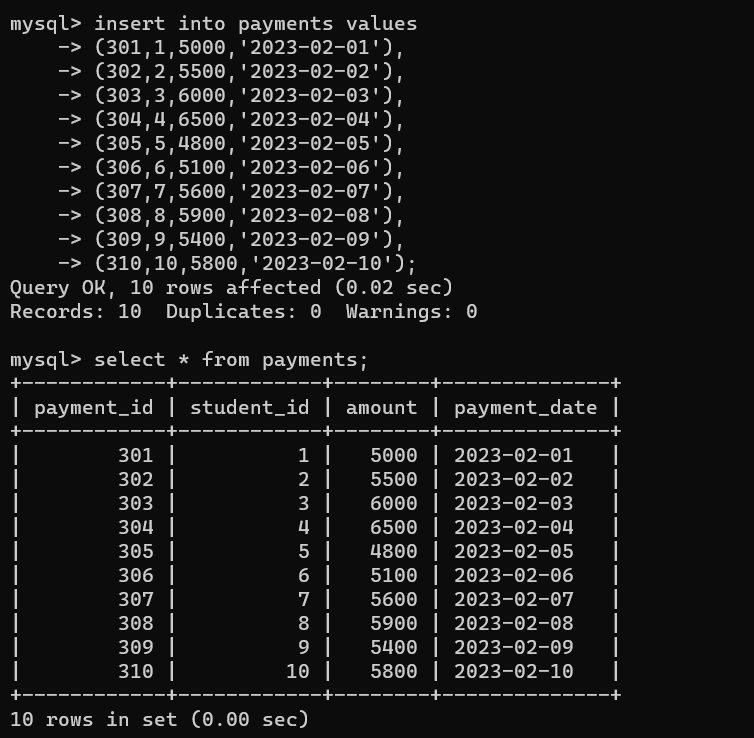 mysql> insert into payments values
    -> (301,1,5000,'2023-02-01'),
    -> (302,2,5500,'2023-02-02'),
    -> (303,3,6000,'2023-02-03'),
    -> (304,4,6500,'2023-02-04'),
    -> (305,5,4800,'2023-02-05'),
    -> (306,6,5100,'2023-02-06'),
    -> (307,7,5600,'2023-02-07'),
    -> (308,8,5900,'2023-02-08'),
    -> (309,9,5400,'2023-02-09'),
    -> (310,10,5800,'2023-02-10');
Query OK, 10 rows affected (0.02 sec)
Records: 10  Duplicates: 0  Warnings: 0

mysql> select * from payments;
+------------+------------+--------+--------------+
| payment_id | student_id | amount | payment_date |
+------------+------------+--------+--------------+
|        301 |          1 |   5000 | 2023-02-01   |
|        302 |          2 |   5500 | 2023-02-02   |
|        303 |          3 |   6000 | 2023-02-03   |
|        304 |          4 |   6500 | 2023-02-04   |
|        305 |          5 |   4800 | 2023-02-05   |
|        306 |          6 |   5100 | 2023-02-06   |
|        307 |          7 |   5600 | 2023-02-07   |
|        308 |          8 |   5900 | 2023-02-08   |
|        309 |          9 |   5400 | 2023-02-09   |
|        310 |         10 |   5800 | 2023-02-10   |
+------------+------------+--------+--------------+
10 rows in set (0.00 sec)